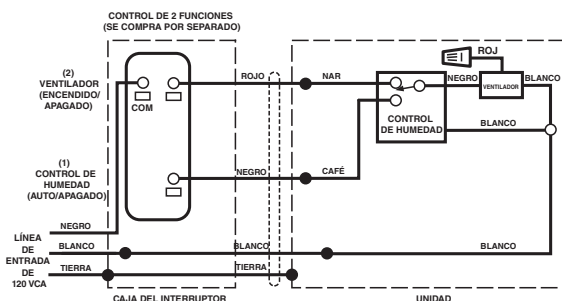 CONTROL DE 2 FUNCIONES
(SE COMPRA POR SEPARADO)
(2)
VENTILADOR
(ENCENDIDO/
APAGADO)
COM
ROJO
NAR
ROJ
NEGRO
VENTILADOR
BLANCO
CONTROL
DE HUMEDAD
BLANCO
(1)
CONTROL DE
HUMEDAD
(AUTO/APAGADO)
NEGRO
CAFÉ
NEGRO
LÍNEA
DE
ENTRADA
DE
120 VCA
BLANCO
BLANCO
BLANCO
TIERRA
TIERRA
CAJA DEL INTERRUPTOR
UNIDAD